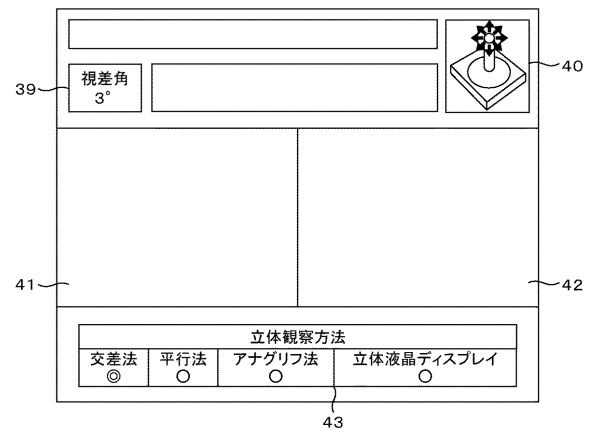 39
視差角
3°
40
41
42
立体観察方法
交差法 平行法 アナグリフ法 立体液晶ディスプレイ
◎ ○ ○ ○
43